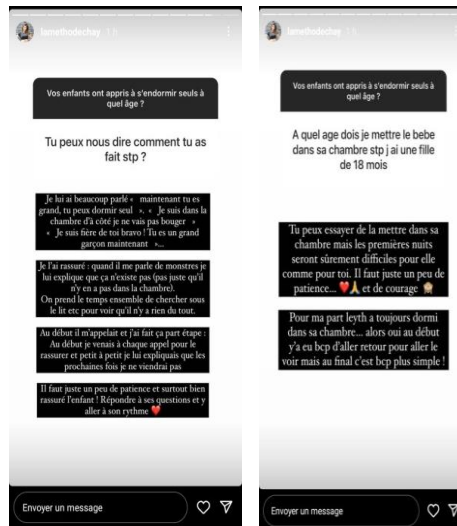 lamethodechay 1 h
Vos enfants ont appris à s'endormir seuls à
quel âge ?
Tu peux nous dire comment tu as
fait stp ?
Je lui ai beaucoup parlé « maintenant tu es
grand, tu peux dormir seul ». « Je suis dans la
chambre d'à côté je ne vais pas bouger »
« Je suis fière de toi bravo ! Tu es un grand
garçon maintenant »...
Je l'ai rassuré : quand il me parle de monstres je
lui explique que ça n'existe pas (pas juste qu'il
n'y en a pas dans la chambre).
On prend le temps ensemble de chercher sous
le lit etc pour voir qu'il n'y a rien du tout.
Au début il m'appelait et j'ai fait ça part étape :
Au début je venais à chaque appel pour le
rassurer et petit à petit je lui expliquais que les
prochaines fois je ne viendrai pas
Il faut juste un peu de patience et surtout bien
rassuré l'enfant ! Répondre à ses questions et y
aller à son rythme ❤️
Envoyer un message
lamethodechay 1 h
Vos enfants ont appris à s'endormir seuls à
quel âge ?
A quel age dois je mettre le bebe
dans sa chambre stp j ai une fille
de 18 mois
Tu peux essayer de la mettre dans sa
chambre mais les premières nuits
seront sûrement difficiles pour elle
comme pour toi. Il faut juste un peu de
patience... ❤️🙏 et de courage
Pour ma part leyth a toujours dormi
dans sa chambre... alors oui au début
y'a eu bcp d'aller retour pour aller le
voir mais au final c'est bcp plus simple !
Envoyer un message